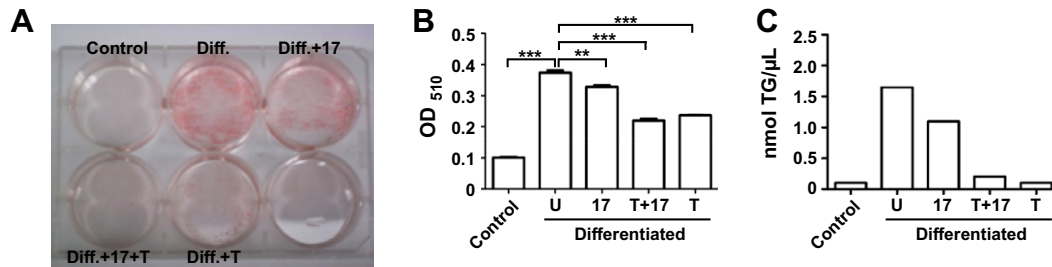 A
Control Diff. Diff.+17
Diff.+17+T Diff.+T
B
OD 510
0.5
0.4
0.3
0.2
0.1
0
***
***
*** **
Control U 17 T+17 T
Differentiated
C
nmol TG/µL
2.5
2.0
1.5
1.0
0.5
0
Control U 17 T+17 T
Differentiated